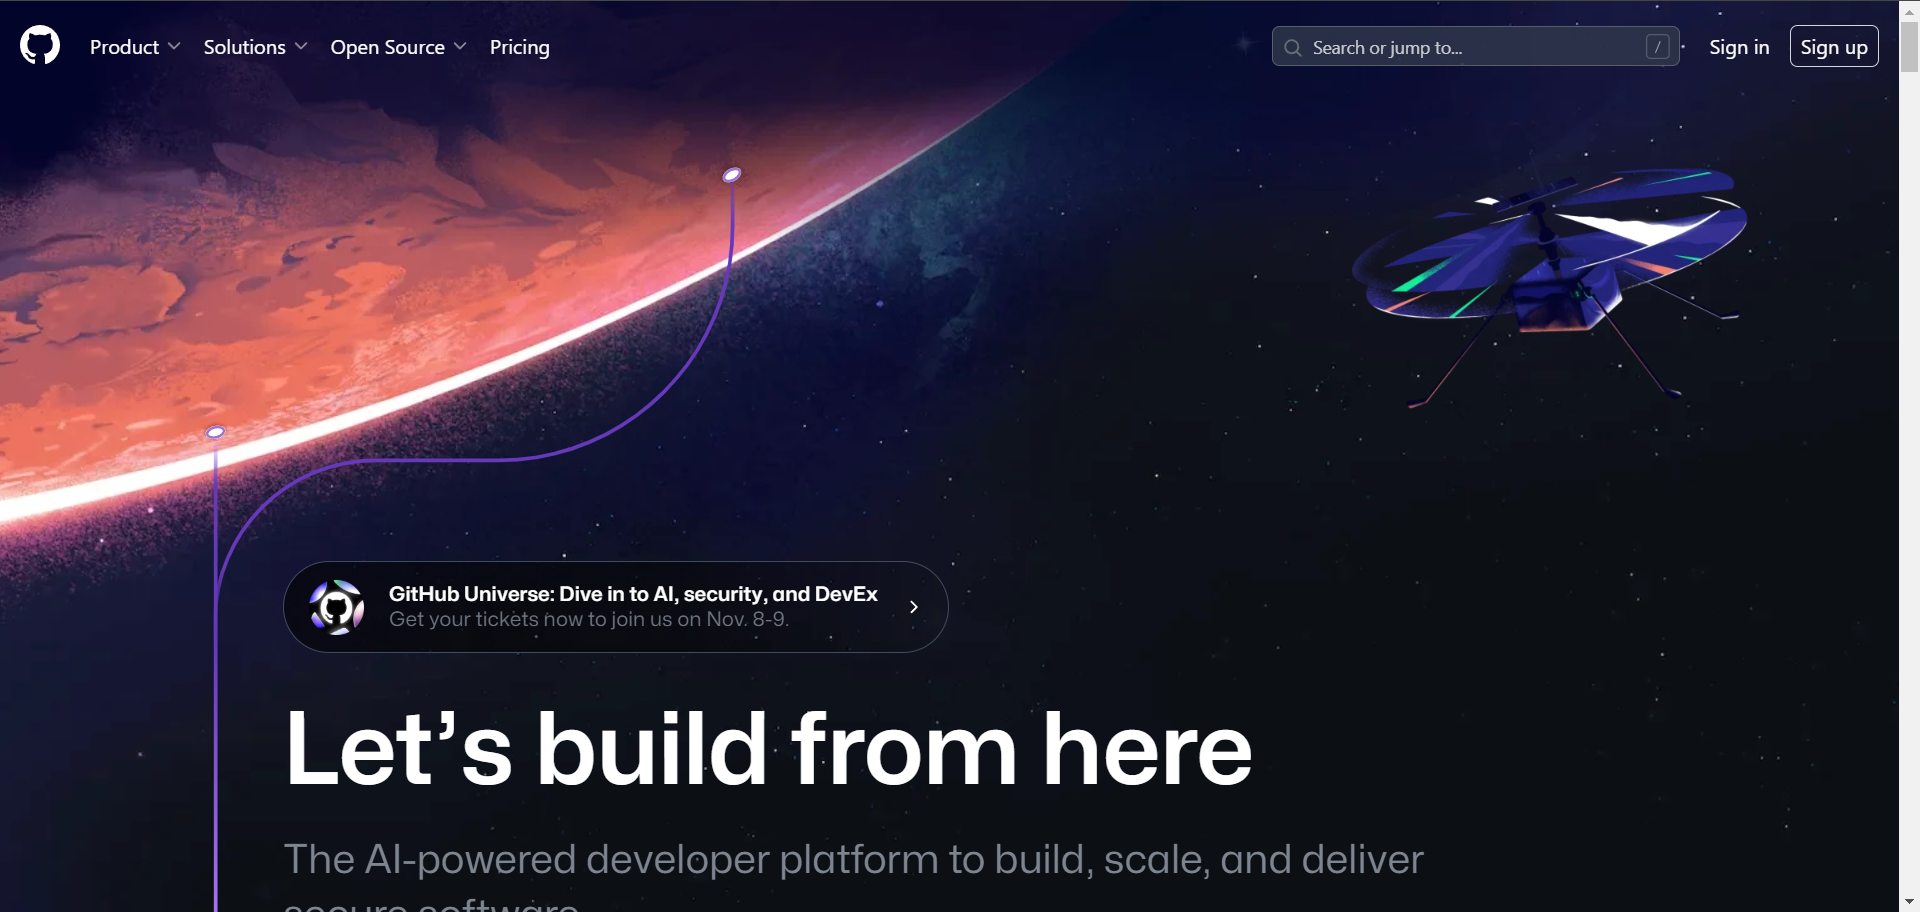 Product Solutions Open Source Pricing Search or jump to... / Sign in Sign up
GitHub Universe: Dive in to AI, security, and DevEx
Get your tickets now to join us on Nov. 8-9.
Let’s build from here
The AI-powered developer platform to build, scale, and deliver
secure software.